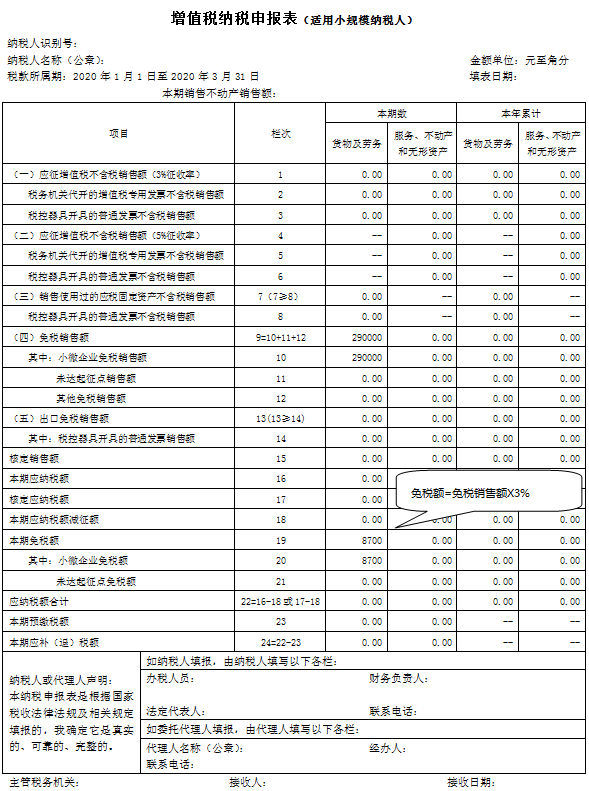 增值税纳税申报表（适用小规模纳税人）
纳税人识别号：
纳税人名称（公章）： 金额单位：元至角分
税款所属期：2020年1月1日至2020年3月31日 填表日期：
本期销售不动产销售额：
项目 栏次 本期数 本年累计
货物及劳务 服务、不动产和无形资产 货物及劳务 服务、不动产和无形资产
（一）应征增值税不含税销售额（3%征收率） 1 0.00 0.00 0.00 0.00
税务机关代开的增值税专用发票不含税销售额 2 0.00 0.00 0.00 0.00
税控器具开具的普通发票不含税销售额 3 0.00 0.00 0.00 0.00
（二）应征增值税不含税销售额（5%征收率） 4 -- 0.00 -- 0.00
税务机关代开的增值税专用发票不含税销售额 5 -- 0.00 -- 0.00
税控器具开具的普通发票不含税销售额 6 -- 0.00 -- 0.00
（三）销售使用过的应税固定资产不含税销售额 7（7≥8） 0.00 -- 0.00 --
税控器具开具的普通发票不含税销售额 8 0.00 -- 0.00 --
（四）免税销售额 9=10+11+12 290000 0.00 0.00 0.00
其中：小微企业免税销售额 10 290000 0.00 0.00 0.00
未达起征点销售额 11 0.00 0.00 0.00 0.00
其他免税销售额 12 0.00 0.00 0.00 0.00
（五）出口免税销售额 13(13≥14) 0.00 0.00 0.00 0.00
其中：税控器具开具的普通发票销售额 14 0.00 0.00 0.00 0.00
核定销售额 15 0.00 0.00 0.00 0.00
本期应纳税额 16 0.00
核定应纳税额 17 0.00
免税额=免税销售额X3%
本期应纳税额减征额 18 0.00 0.00 0.00 0.00
本期免税额 19 8700 0.00 0.00 0.00
其中：小微企业免税额 20 8700 0.00 0.00 0.00
未达起征点免税额 21 0.00 0.00 0.00 0.00
应纳税额合计 22=16-18或17-18 0.00 0.00 0.00 0.00
本期预缴税额 23 0.00 0.00 -- --
本期应补（退）税额 24=22-23 0.00 0.00 -- --
纳税人或代理人声明：
本纳税申报表是根据国家
税收法律法规及相关规定
填报的，我确定它是真实
的、可靠的、完整的。
如纳税人填报，由纳税人填写以下各栏：
办税人员： 财务负责人：
法定代表人： 联系电话：
如委托代理人填报，由代理人填写以下各栏：
代理人名称（公章）： 经办人：
联系电话：
主管税务机关： 接收人： 接收日期：